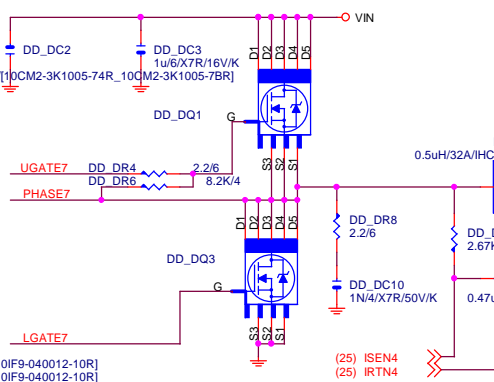 VIN
D1 D2 D3 D4 D5
DD_DC2
DD_DC3
1u/6/X7R/16V/K
[10CM2-3K1005-74R_10CM2-3K1005-7BR]
DD_DQ1
G
S3 S2 S1
0.5uH/32A/IHC
UGATE7
DD_DR4
2.2/6
DD_DR6
8.2K/4
PHASE7
D1 D2 D3 D4 D5
DD_DR8
2.2/6
DD_D
2.67K
DD_DQ3
G
DD_DC10
1N/4/X7R/50V/K
0.47u
S3 S2 S1
LGATE7
(25) ISEN4
(25) IRTN4
0IF9-040012-10R]
0IF9-040012-10R]